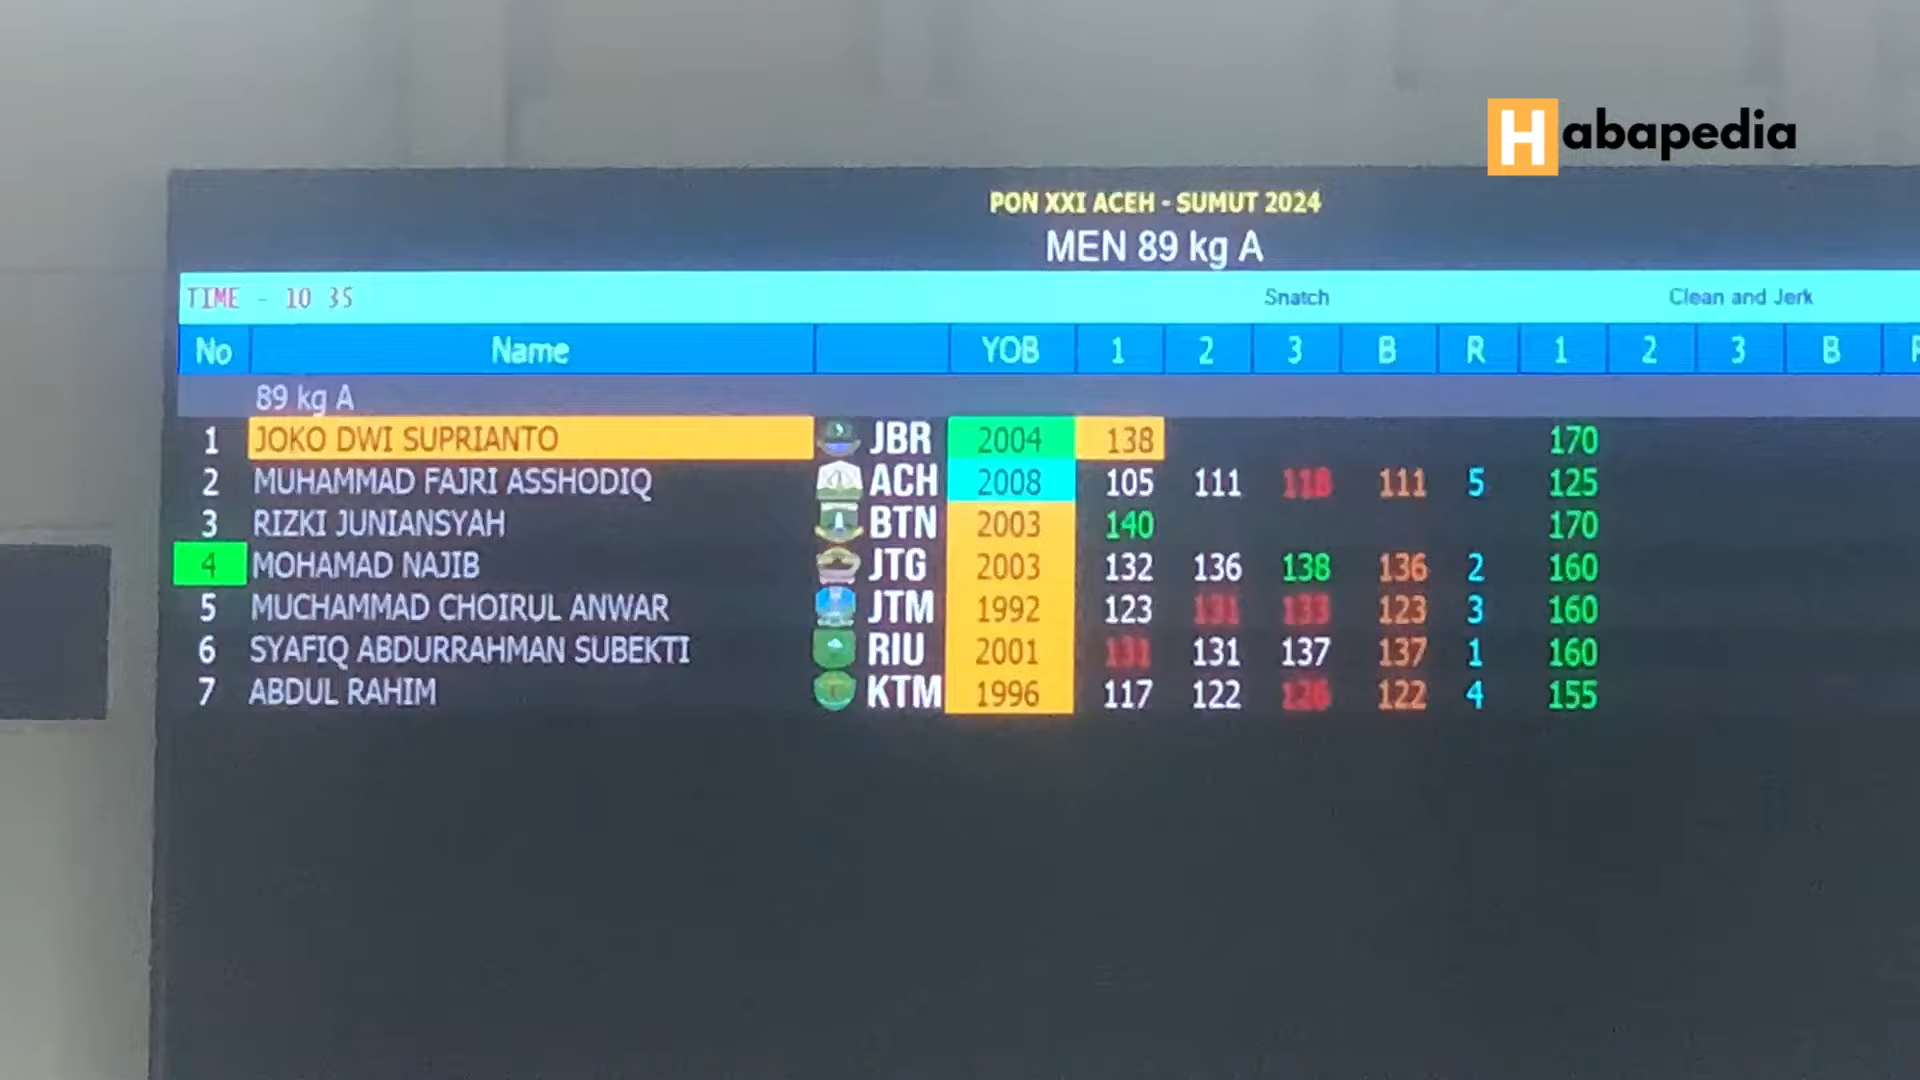 Habapedia
PON XXI ACEH - SUMUT 2024
MEN 89 kg A
TIME - 10 35 Snatch Clean and Jerk
No Name YOB 1 2 3 B R 1 2 3 B
89 kg A
1 JOKO DWI SUPRIANTO JBR 2004 138 170
2 MUHAMMAD FAJRI ASSHODIQ ACH 2008 105 111 118 111 5 125
3 RIZKI JUNIANSYAH BTN 2003 140 170
4 MOHAMAD NAJIB JTG 2003 132 136 138 136 2 160
5 MUCHAMMAD CHOIRUL ANWAR JTM 1992 123 131 133 123 3 160
6 SYAFIQ ABDURRAHMAN SUBEKTI RIU 2001 131 131 137 137 1 160
7 ABDUL RAHIM KTM 1996 117 122 126 122 4 155